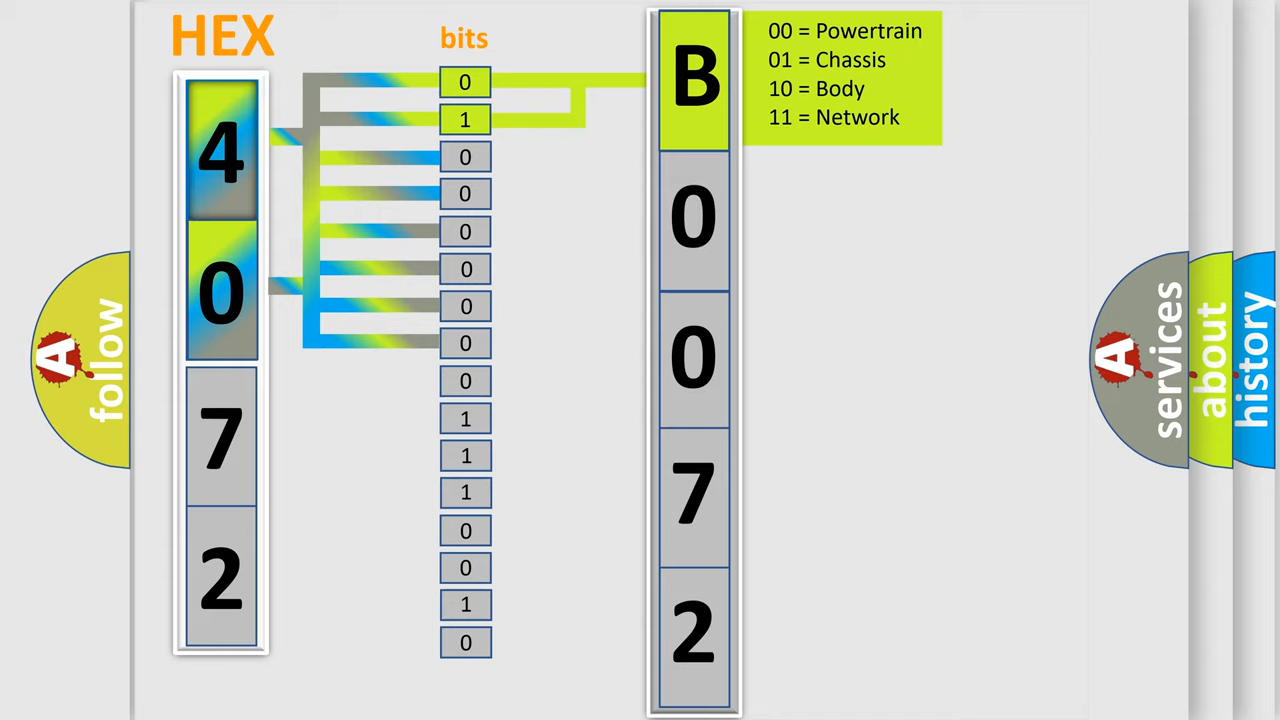 HEX
bits
4
0
7
2
0
1
0
0
0
0
0
0
0
1
1
1
0
0
1
0
B
0
0
7
2
00 = Powertrain
01 = Chassis
10 = Body
11 = Network
A
follow
A
services
about
history